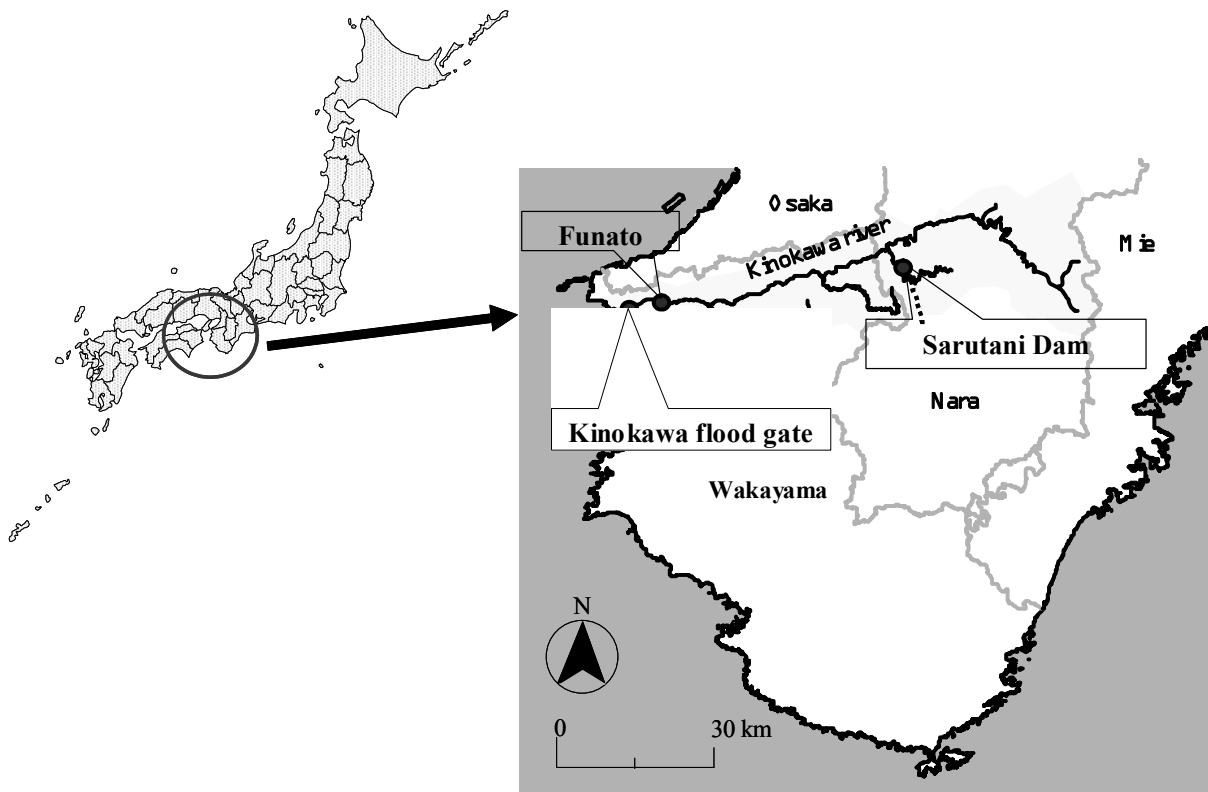 Osaka
Funato
Kinokawa river
Mie
Sarutani Dam
Nara
Kinokawa flood gate
Wakayama
N
0 30 km